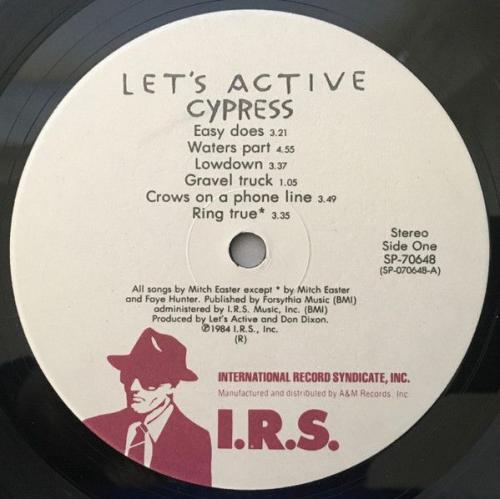 LET'S ACTIVE
CYPRESS
Easy does 3.21
Waters part 4.55
Lowdown 3.37
Gravel truck 1.05
Crows on a phone line 3.49
Ring true* 3.35
Stereo
Side One
SP-70648
(SP-070648-A)
All songs by Mitch Easter except * by Mitch Easter
and Faye Hunter. Published by Forsythia Music (BMI)
administered by I.R.S. Music, Inc. (BMI)
Produced by Let's Active and Don Dixon.
℗1984 I.R.S., Inc.
(R)
INTERNATIONAL RECORD SYNDICATE, INC.
Manufactured and distributed by A&M Records, Inc.
I.R.S.